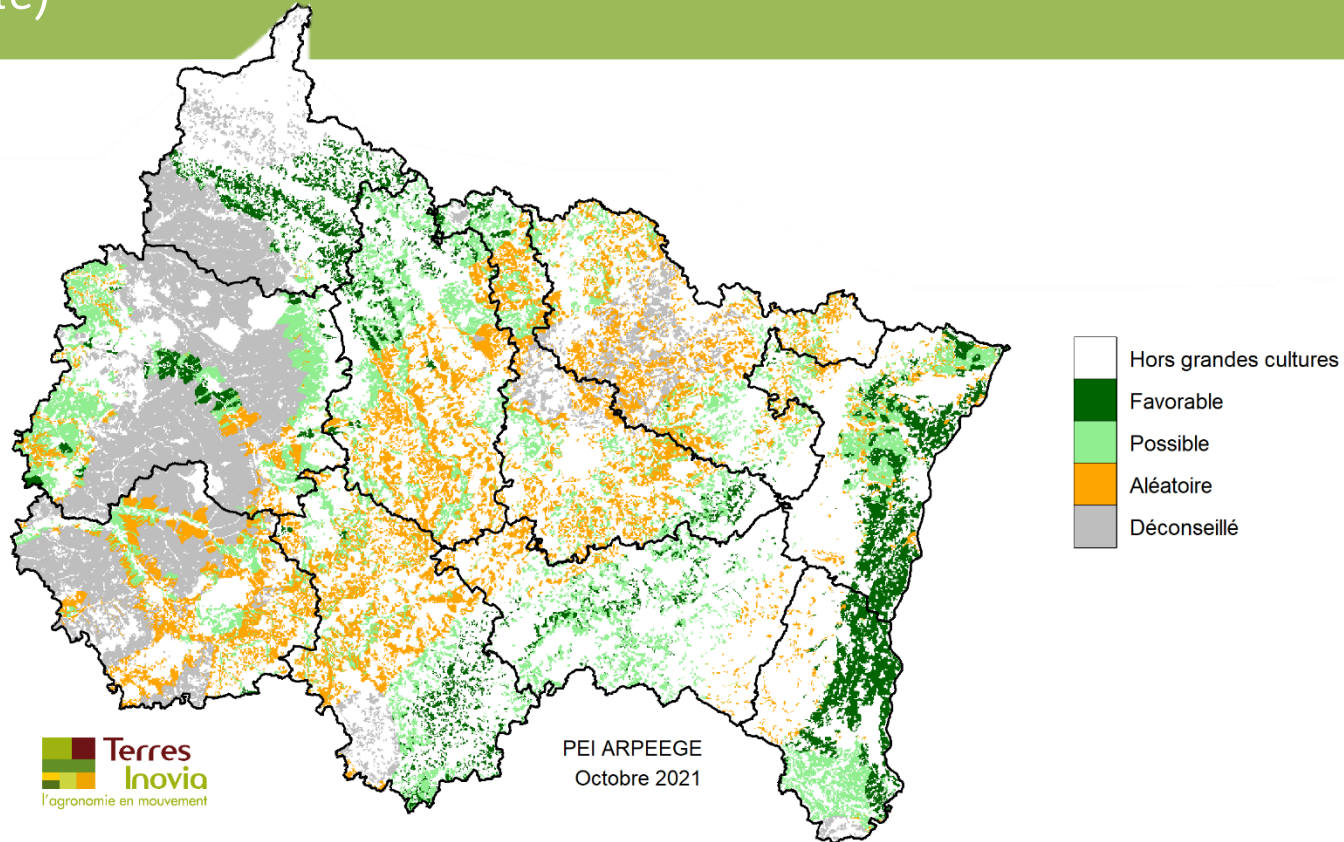 Hors grandes cultures
Favorable
Possible
Aléatoire
Déconseillé
PEI ARPEEGE
Octobre 2021
Terres
Inovia
l'agronomie en mouvement